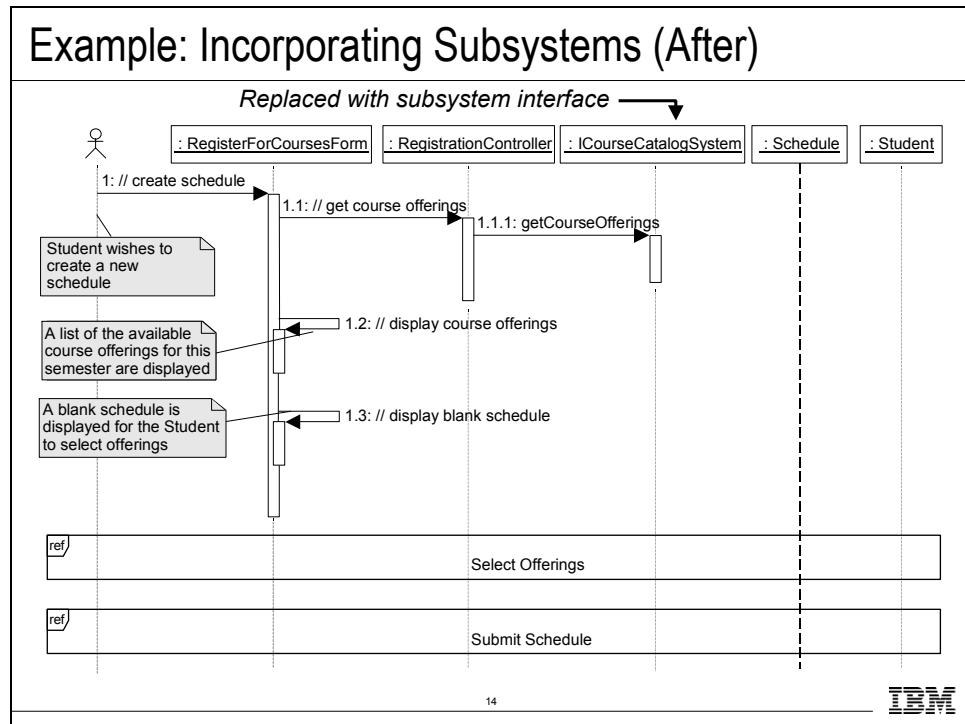 Example: Incorporating Subsystems (After)
Replaced with subsystem interface
: RegisterForCoursesForm
: RegistrationController
: ICourseCatalogSystem
: Schedule
: Student
1: // create schedule
1.1: // get course offerings
1.1.1: getCourseOfferings
Student wishes to
create a new
schedule
1.2: // display course offerings
A list of the available
course offerings for this
semester are displayed
A blank schedule is
displayed for the Student
to select offerings
1.3: // display blank schedule
ref
Select Offerings
ref
Submit Schedule
14
IBM